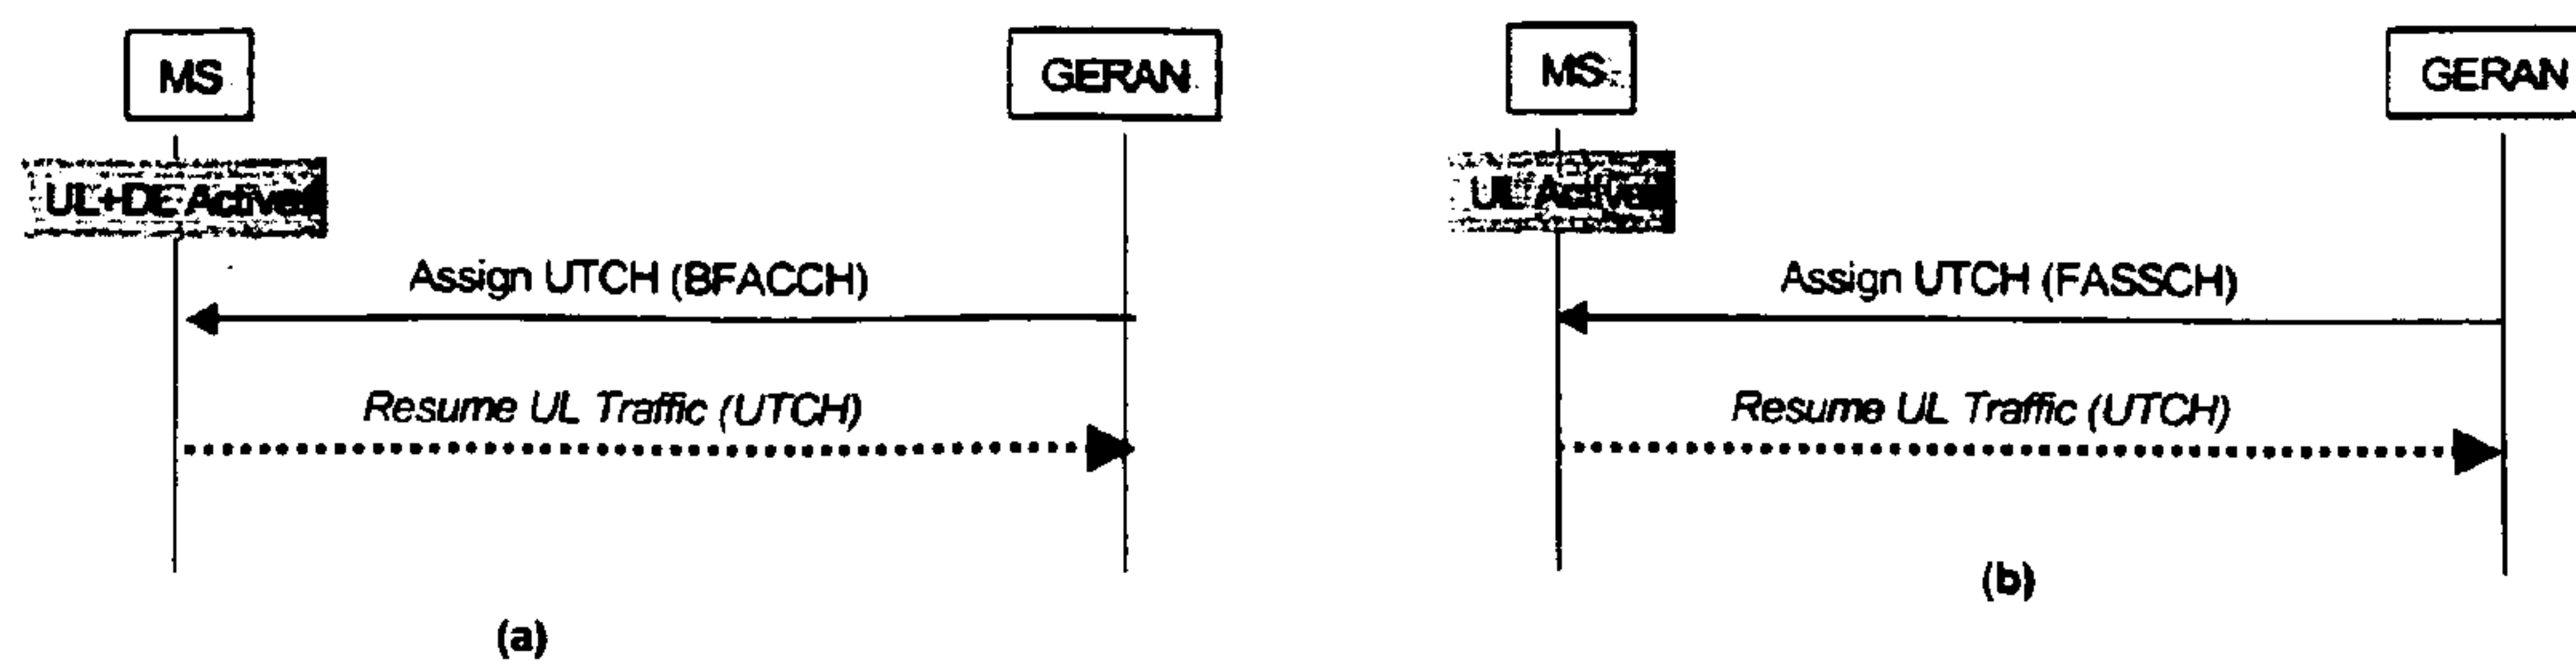 MS
GERAN
UL+DL Active
Assign UTCH (BFACCH)
Resume UL Traffic (UTCH)
(a)
MS
GERAN
UL Active
Assign UTCH (FASSCH)
Resume UL Traffic (UTCH)
(b)